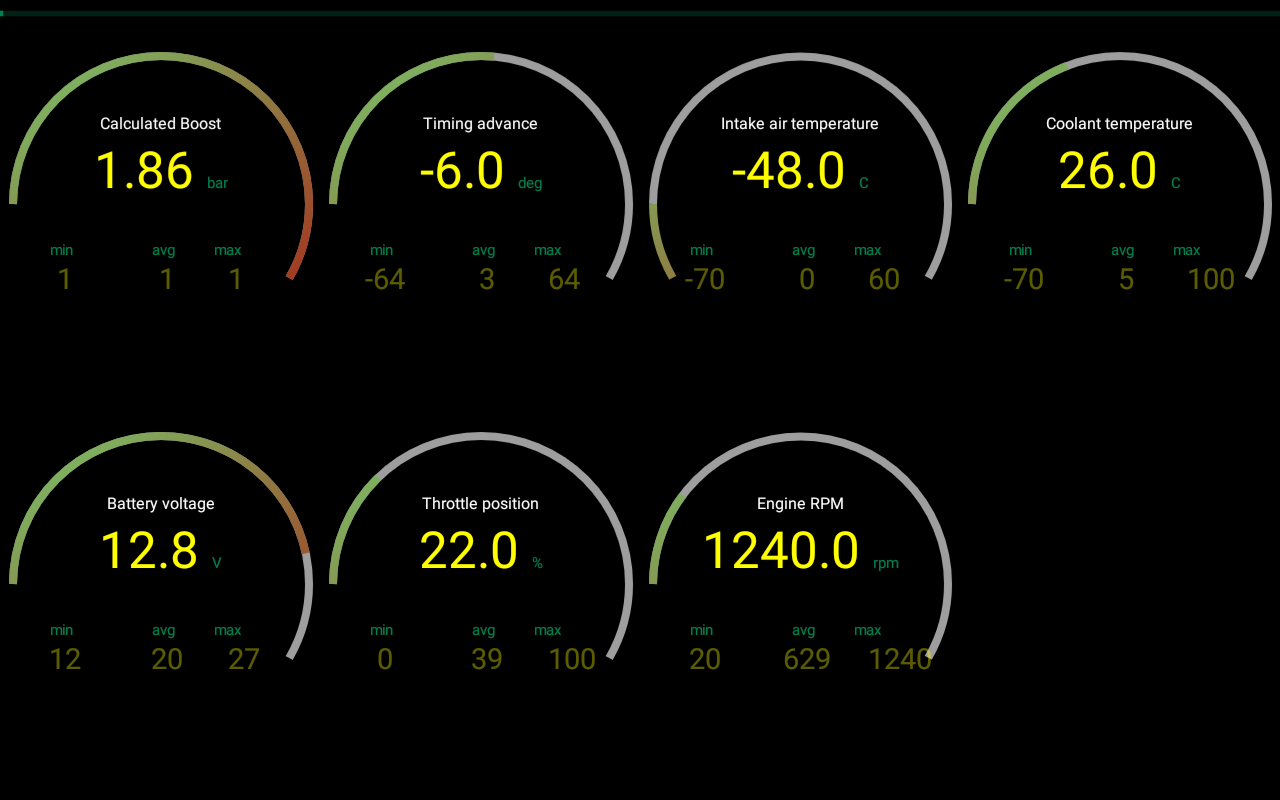 Calculated Boost
1.86 bar
min avg max
1 1 1
Timing advance
-6.0 deg
min avg max
-64 3 64
Intake air temperature
-48.0 C
min avg max
-70 0 60
Coolant temperature
26.0 C
min avg max
-70 5 100
Battery voltage
12.8 V
min avg max
12 20 27
Throttle position
22.0 %
min avg max
0 39 100
Engine RPM
1240.0 rpm
min avg max
20 629 1240